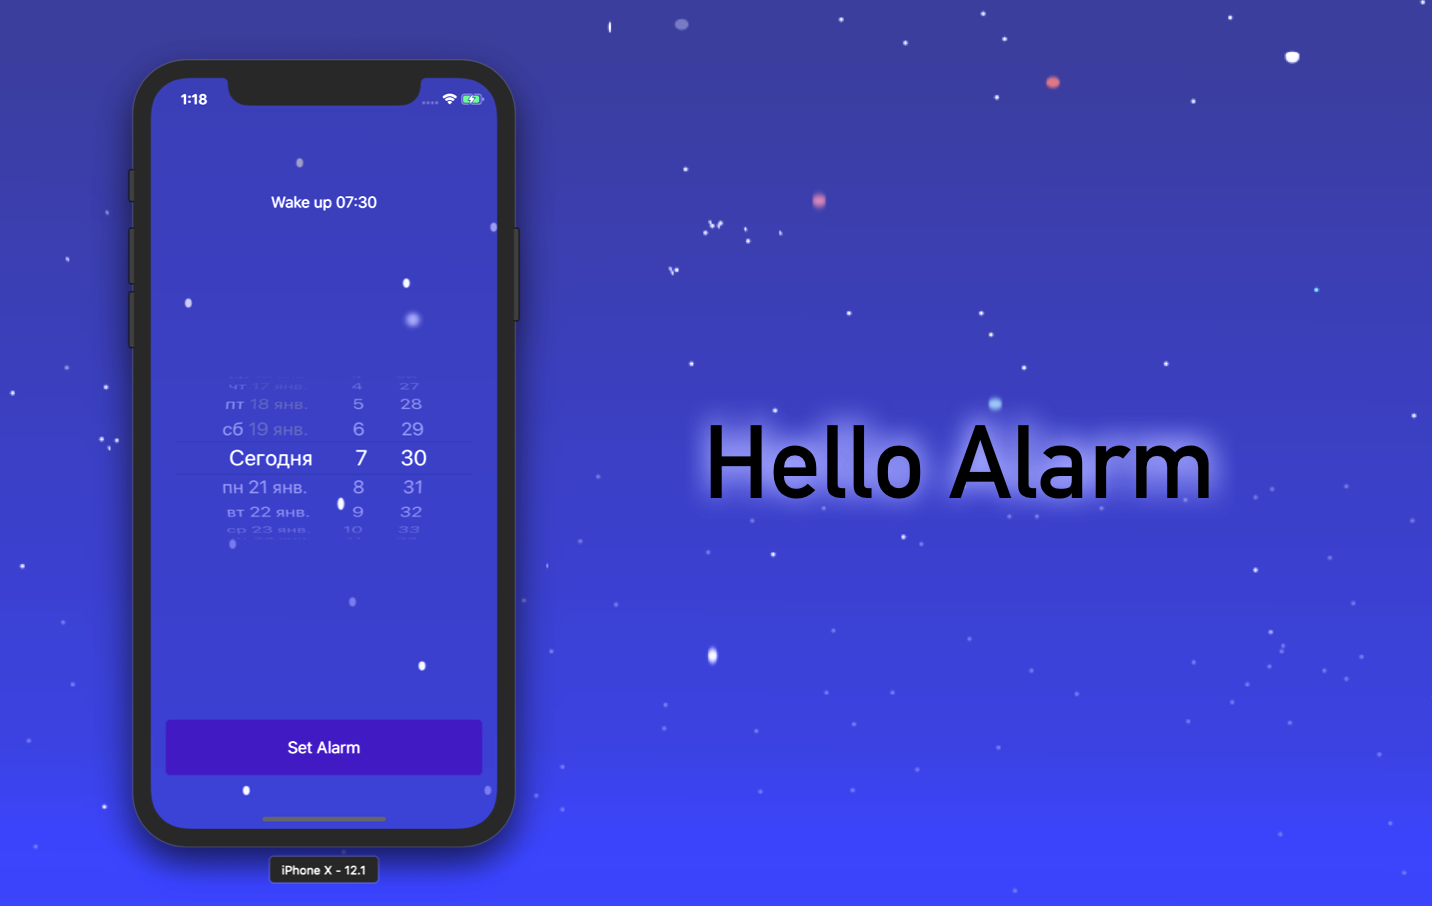 1:18
Wake up 07:30
чт 17 янв. 4 27
пт 18 янв. 5 28
сб 19 янв. 6 29
Сегодня 7 30
пн 21 янв. 8 31
вт 22 янв. 9 32
ср 23 янв. 10 33
Hello Alarm
Set Alarm
iPhone X - 12.1